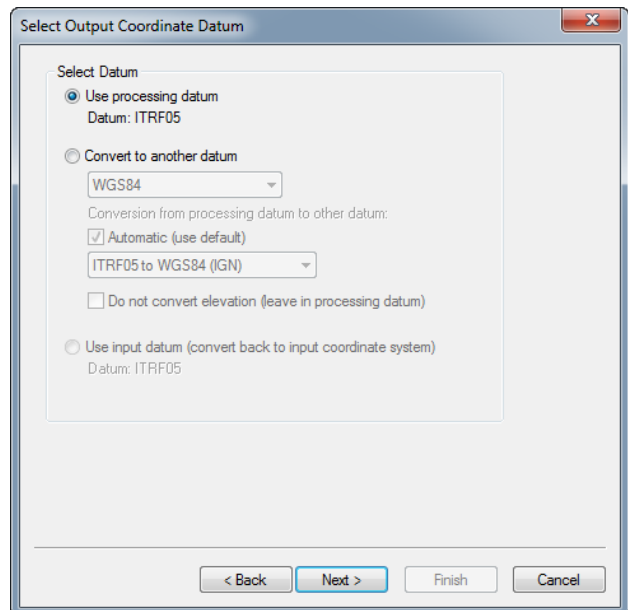 Select Output Coordinate Datum
Select Datum
Use processing datum
Datum: ITRF05
Convert to another datum
WGS84
Conversion from processing datum to other datum:
Automatic (use default)
ITRF05 to WGS84 (IGN)
Do not convert elevation (leave in processing datum)
Use input datum (convert back to input coordinate system)
Datum: ITRF05
< Back Next > Finish Cancel